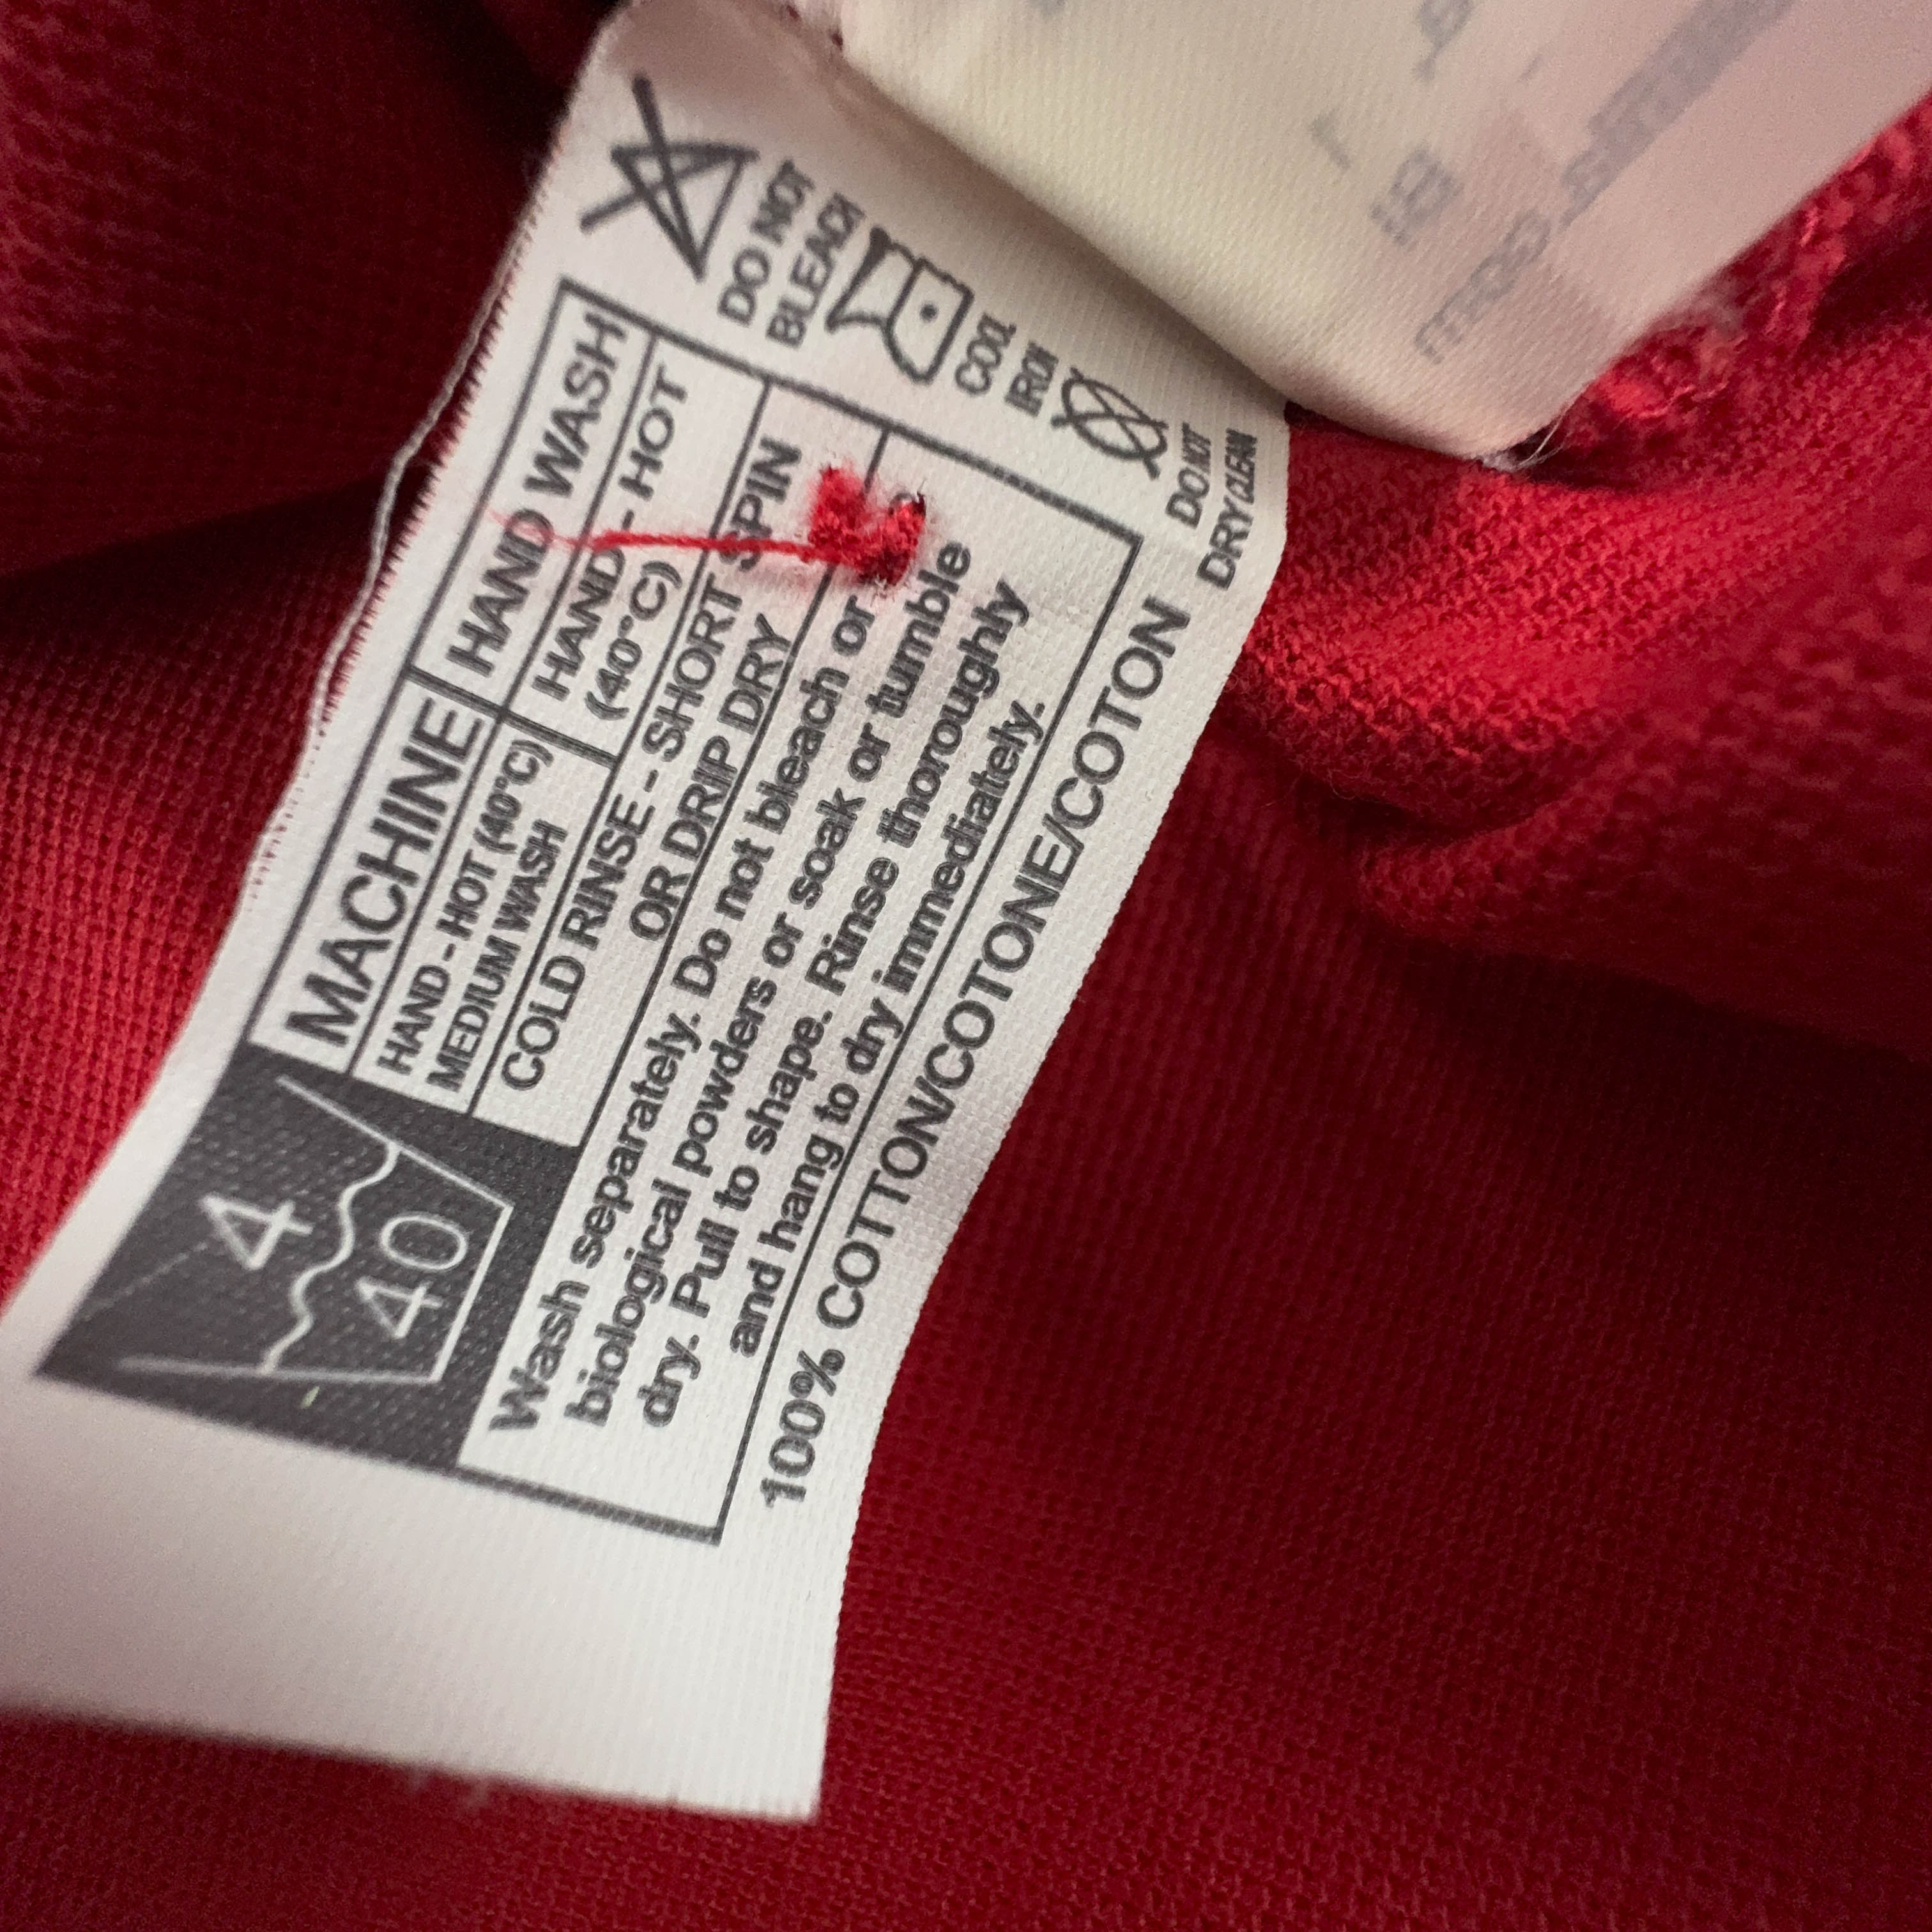 MACHINE HAND WASH
4
40
HAND - HOT (40°C)
MEDIUM WASH
HAND - HOT
(40°C)
COLD RINSE - SHORT SPIN
OR DRIP DRY
Wash separately. Do not bleach or
biological powders or soak or tumble
dry. Pull to shape. Rinse thoroughly
and hang to dry immediately.
100% COTTON/COTONE/COTON
DO NOT
BLEACH
COOL
IRON
DO NOT
DRY CLEAN